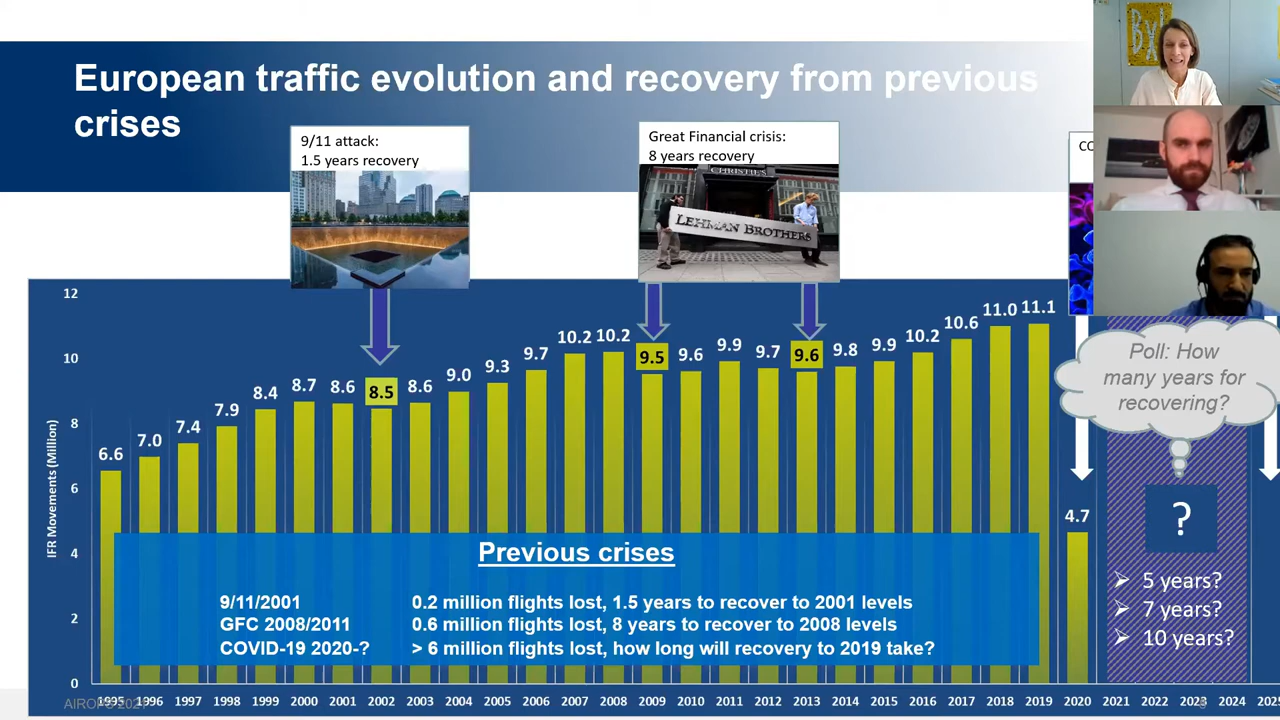 European traffic evolution and recovery from previous
crises
9/11 attack:
1.5 years recovery
Great Financial crisis:
8 years recovery
CHRISTIE'S
LEHMAN BROTHERS
CO
12
10
8
6
4
2
0
IFR Movements (Million)
6.6
7.0
7.4
7.9
8.4
8.7
8.6
8.5
8.6
9.0
9.3
9.7
10.2
10.2
9.5
9.6
9.9
9.7
9.6
9.8
9.9
10.2
10.6
11.0
11.1
4.7
Poll: How
many years for
recovering?
?
5 years?
7 years?
10 years?
Previous crises
9/11/2001 0.2 million flights lost, 1.5 years to recover to 2001 levels
GFC 2008/2011 0.6 million flights lost, 8 years to recover to 2008 levels
COVID-19 2020-? > 6 million flights lost, how long will recovery to 2019 take?
1995 1996 1997 1998 1999 2000 2001 2002 2003 2004 2005 2006 2007 2008 2009 2010 2011 2012 2013 2014 2015 2016 2017 2018 2019 2020 2021 2022 2023 2024